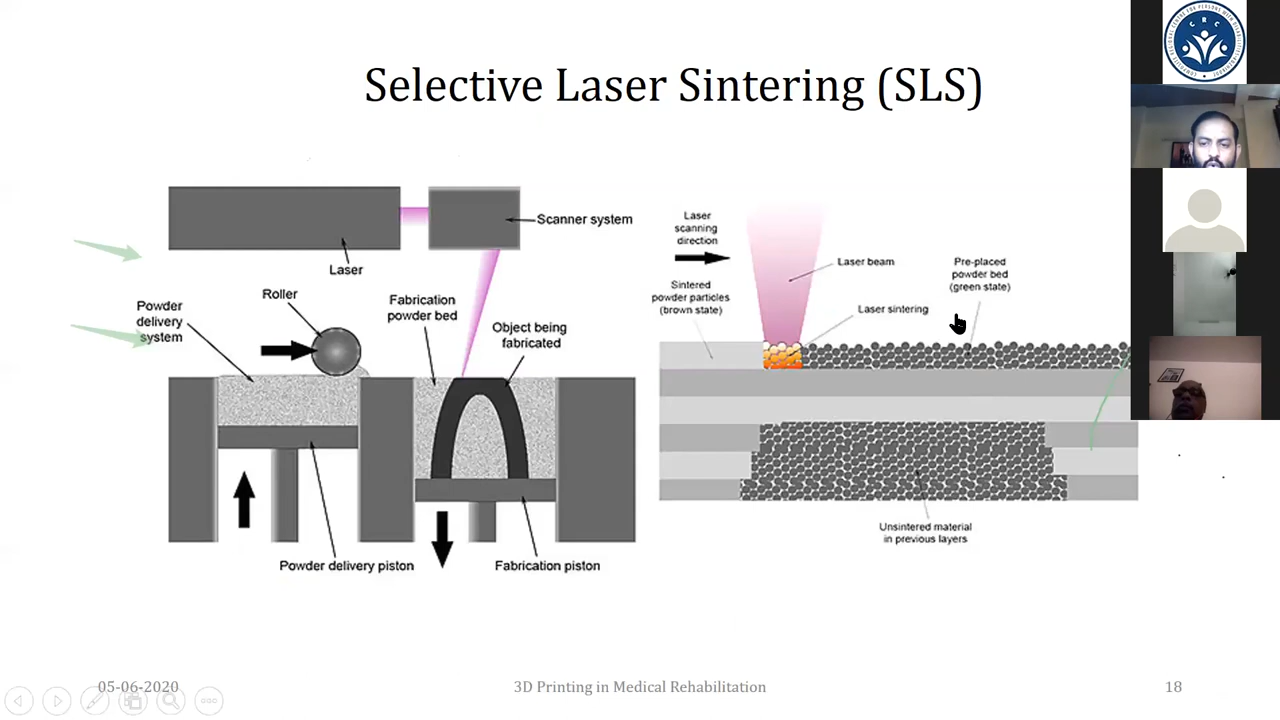 Selective Laser Sintering (SLS)
Scanner system
Laser
Roller
Powder
delivery
system
Fabrication
powder bed
Object being
fabricated
Powder delivery piston
Fabrication piston
Laser
scanning
direction
Sintered
powder particles
(brown state)
Laser beam
Laser sintering
Pre-placed
powder bed
(green state)
Unsintered material
in previous layers
05-06-2020
3D Printing in Medical Rehabilitation
18
CRC